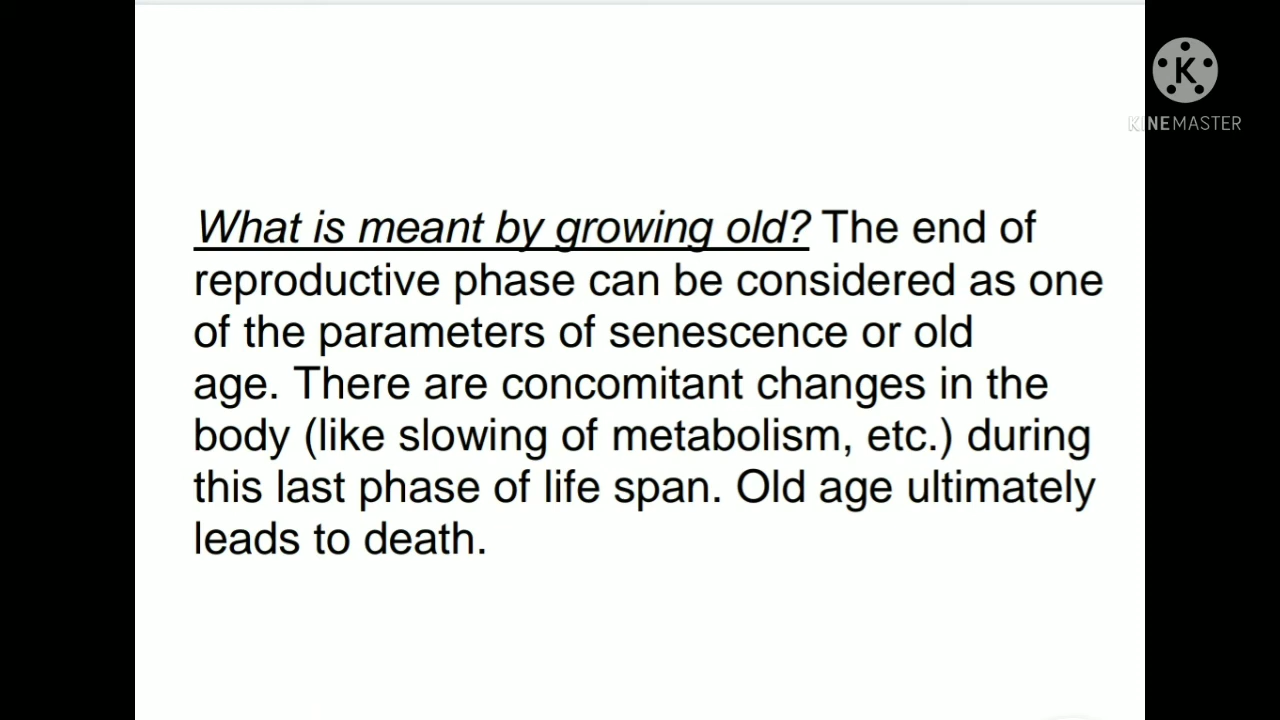 K
KINEMASTER
What is meant by growing old? The end of
reproductive phase can be considered as one
of the parameters of senescence or old
age. There are concomitant changes in the
body (like slowing of metabolism, etc.) during
this last phase of life span. Old age ultimately
leads to death.